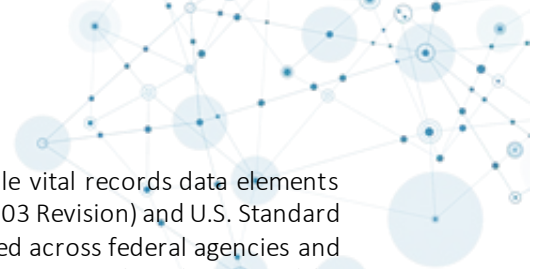 le vital records data elements
03 Revision) and U.S. Standard
ed across federal agencies and